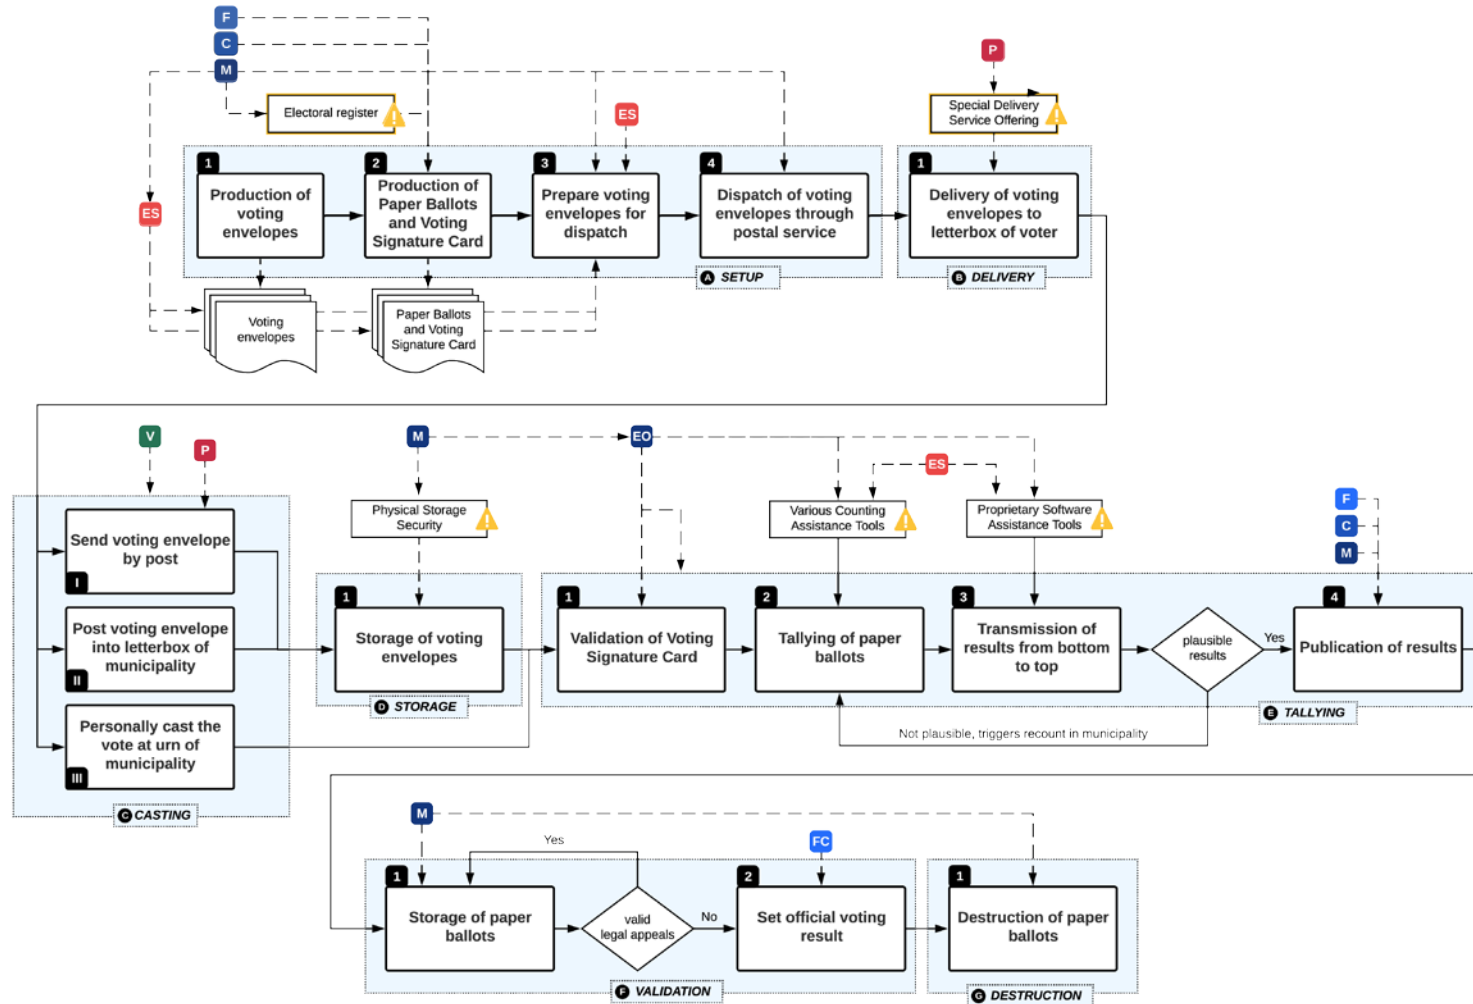 F
C
M
P
Electoral register
ES
Special Delivery
Service Offering
1
Production of
voting
envelopes
2
Production of
Paper Ballots
and Voting
Signature Card
3
Prepare voting
envelopes for
dispatch
4
Dispatch of voting
envelopes through
postal service
1
Delivery of voting
envelopes to
letterbox of voter
ES
A SETUP
B DELIVERY
Voting
envelopes
Paper Ballots
and Voting
Signature Card
V
P
M
EO
ES
Physical Storage
Security
Various Counting
Assistance Tools
Proprietary Software
Assistance Tools
F
C
M
Send voting envelope
by post
I
Post voting envelope
into letterbox of
municipality
II
Personally cast the
vote at urn of
municipality
III
C CASTING
1
Storage of voting
envelopes
D STORAGE
1
Validation of Voting
Signature Card
2
Tallying of paper
ballots
3
Transmission of
results from bottom
to top
plausible
results
Yes
4
Publication of results
E TALLYING
Not plausible, triggers recount in municipality
M
Yes
FC
1
Storage of paper
ballots
valid
legal appeals
No
2
Set official voting
result
1
Destruction of paper
ballots
F VALIDATION
G DESTRUCTION